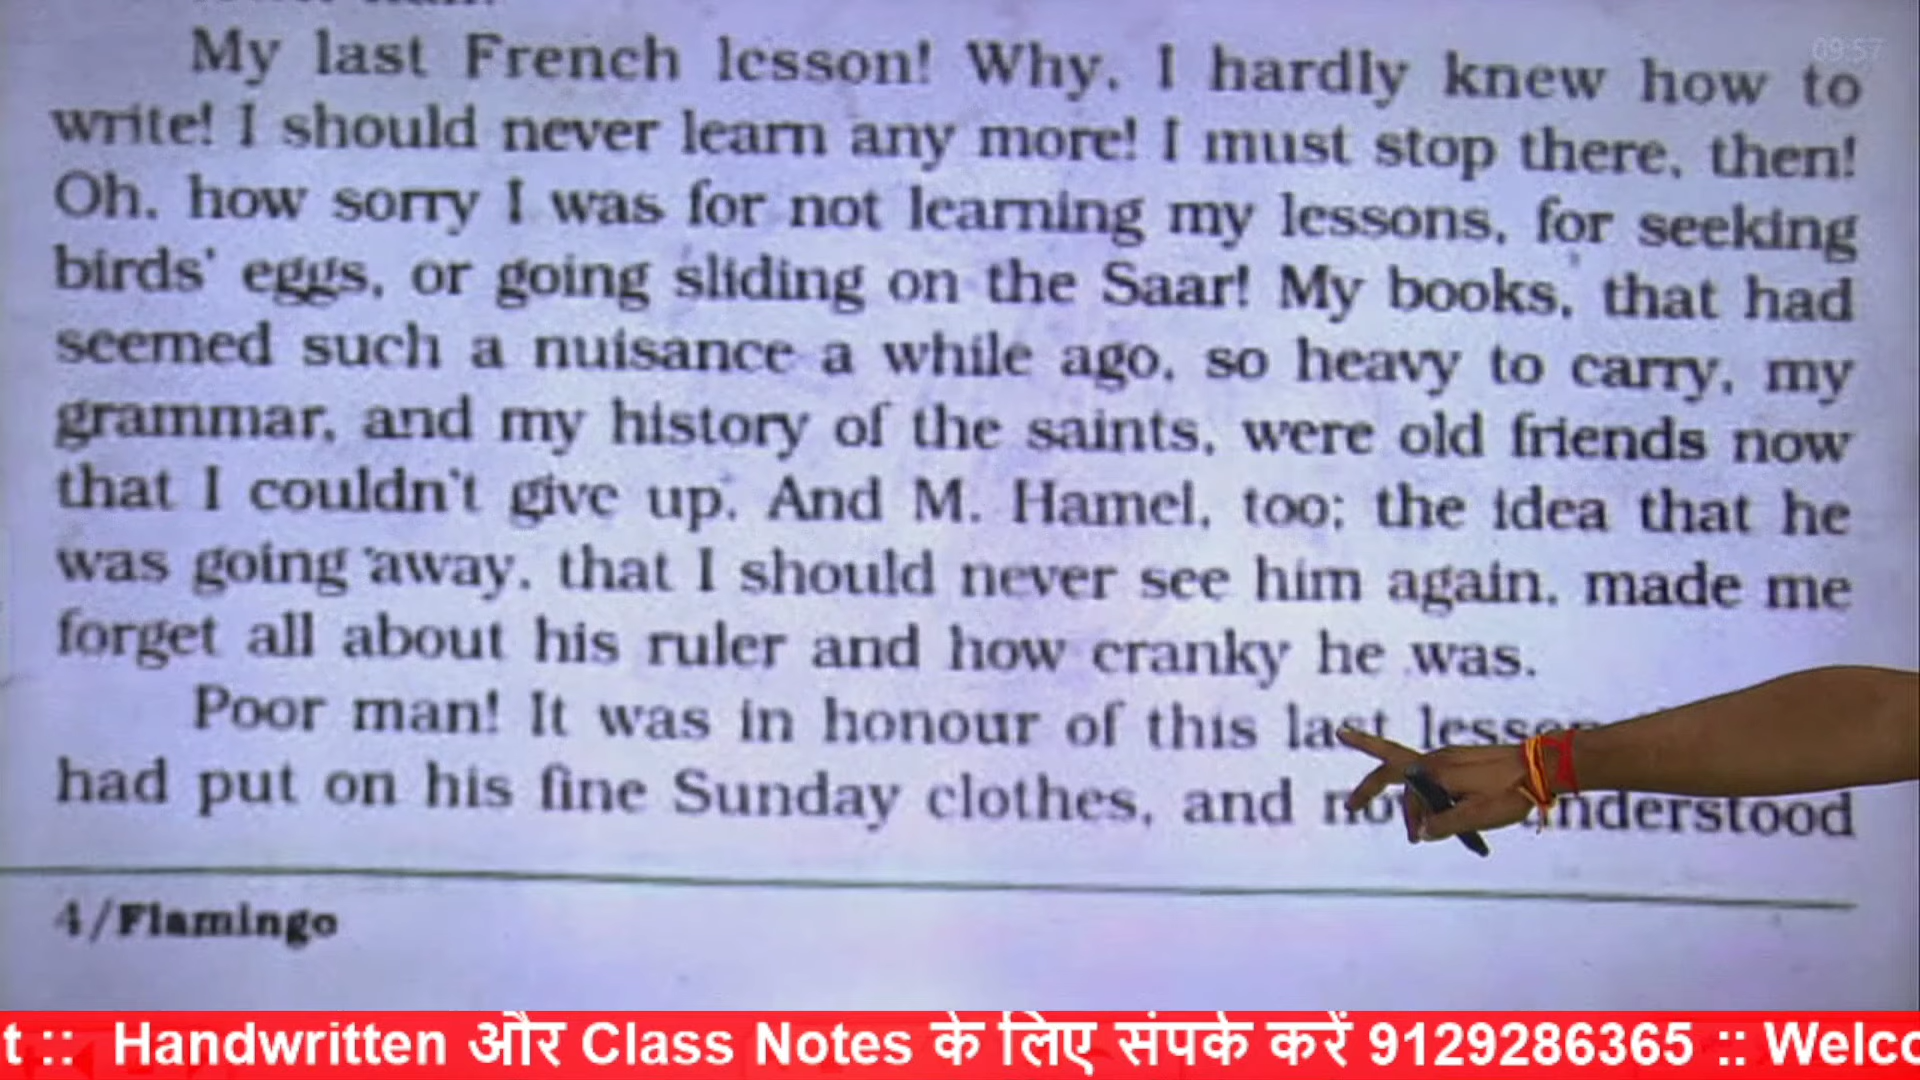 My last French lesson! Why, I hardly knew how to
write! I should never learn any more! I must stop there, then!
Oh, how sorry I was for not learning my lessons, for seeking
birds' eggs, or going sliding on the Saar! My books, that had
seemed such a nuisance a while ago, so heavy to carry, my
grammar, and my history of the saints, were old friends now
that I couldn't give up. And M. Hamel, too; the idea that he
was going away, that I should never see him again, made me
forget all about his ruler and how cranky he was.
Poor man! It was in honour of this last
had put on his fine Sunday clothes, and
4/Flamingo
t :: Handwritten और Class Notes के लिए संपर्क करें 9129286365 :: Welco
09:57